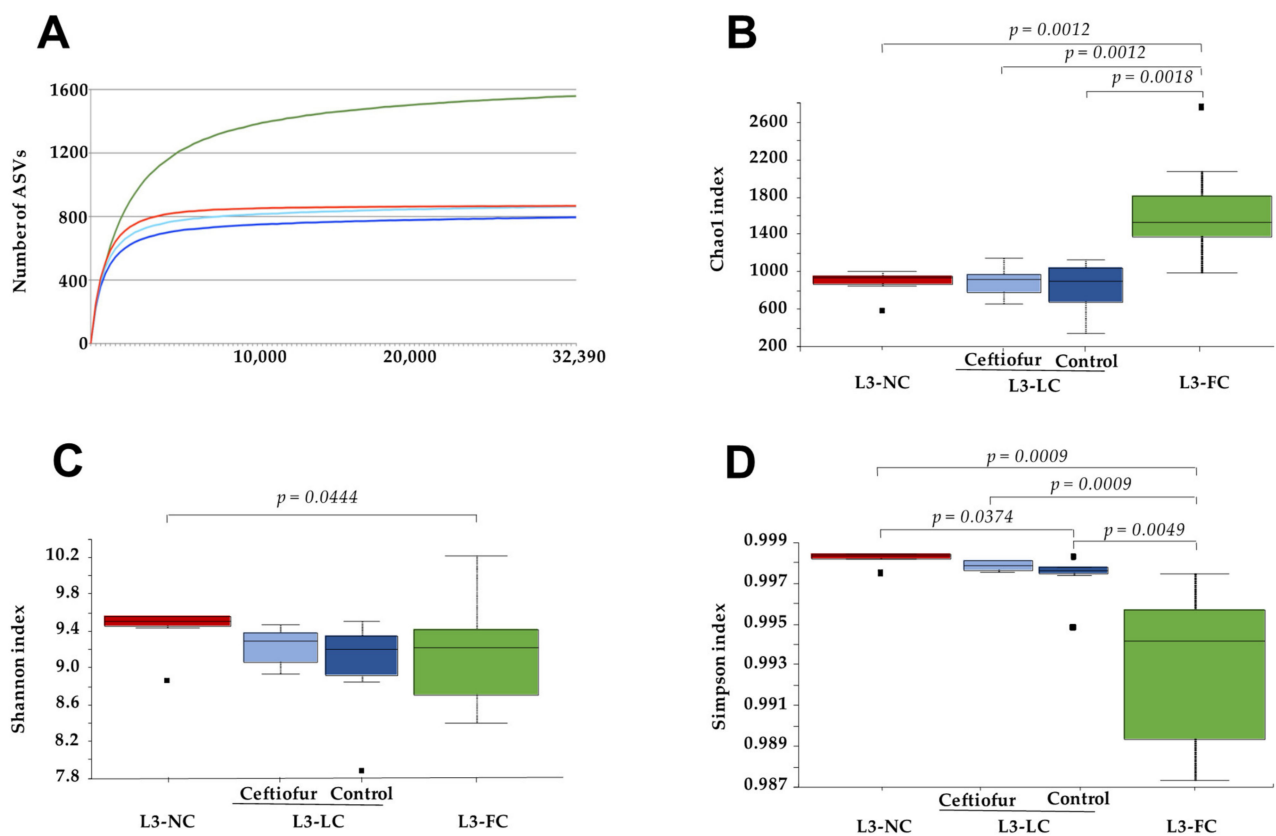 A
1600
1200
800
400
0
Number of ASVs
10,000 20,000 32,390
B
p = 0.0012
p = 0.0012
p = 0.0018
2600
2200
1800
1400
1000
600
200
Chao1 index
Ceftiofur Control
L3-NC L3-LC L3-FC
C
p = 0.0444
10.2
9.8
9.4
9.0
8.6
8.2
7.8
Shannon index
Ceftiofur Control
L3-NC L3-LC L3-FC
D
p = 0.0009
p = 0.0009
p = 0.0374 p = 0.0049
0.999
0.997
0.995
0.993
0.991
0.989
0.987
Simpson index
Ceftiofur Control
L3-NC L3-LC L3-FC